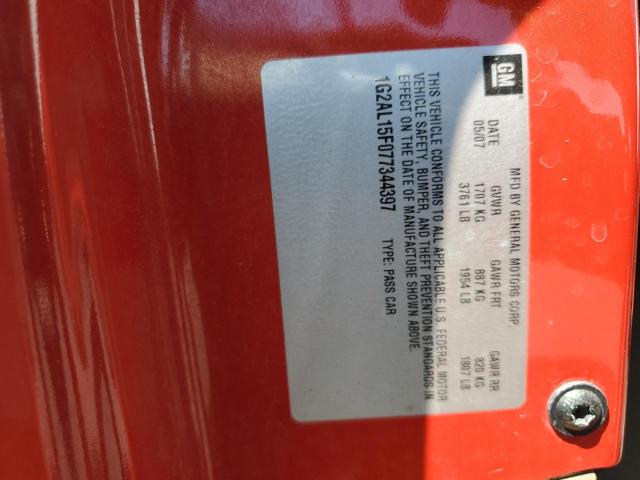 GM
MFD BY GENERAL MOTORS CORP
DATE GVWR GAWR FRT GAWR RR
05/07 1707 KG 887 KG 820 KG
3761 LB 1954 LB 1807 LB
THIS VEHICLE CONFORMS TO ALL APPLICABLE U.S. FEDERAL MOTOR
VEHICLE SAFETY, BUMPER, AND THEFT PREVENTION STANDARDS IN
EFFECT ON THE DATE OF MANUFACTURE SHOWN ABOVE.
1G2AL15F077344397 TYPE: PASS CAR